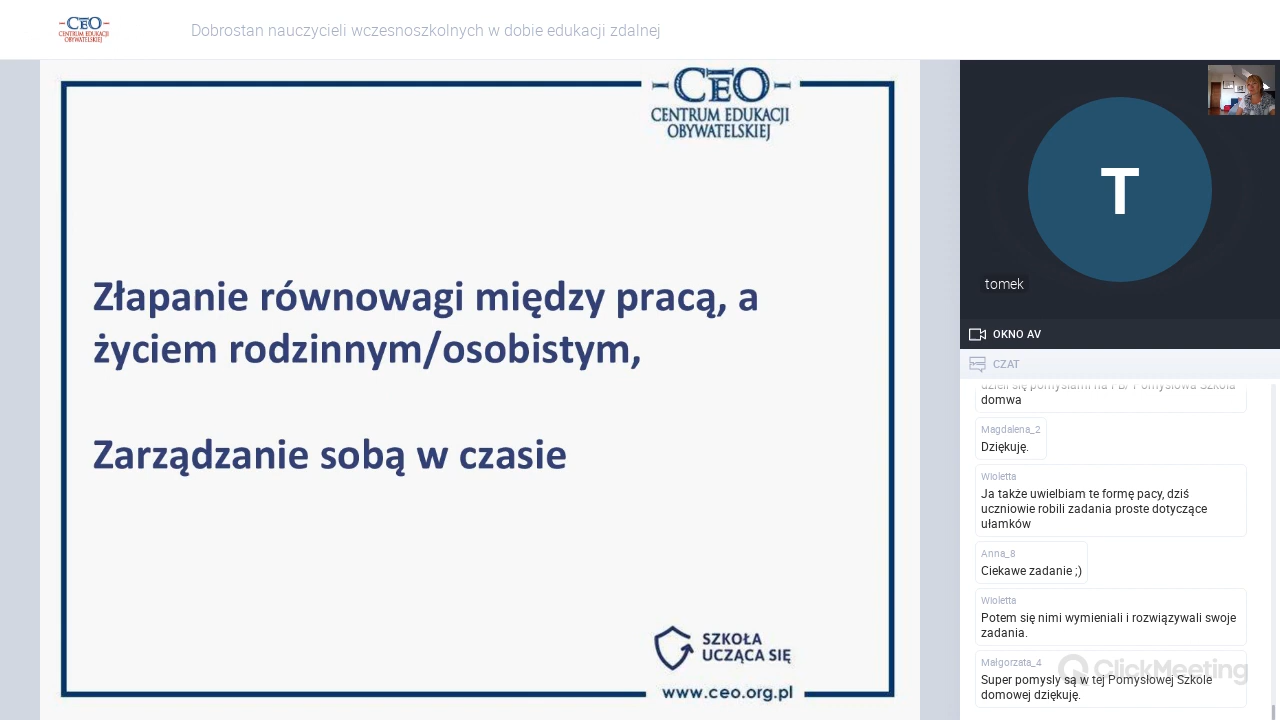 CEO
CENTRUM EDUKACJI
OBYWATELSKIEJ
Dobrostan nauczycieli wczesnoszkolnych w dobie edukacji zdalnej
CEO
CENTRUM EDUKACJI
OBYWATELSKIEJ
Złapanie równowagi między pracą, a
życiem rodzinnym/osobistym,
Zarządzanie sobą w czasie
SZKOŁA
UCZĄCA SIĘ
www.ceo.org.pl
T
tomek
OKNO AV
CZAT
dzieli się pomysłami na FB/ Pomysłowa Szkoła
domwa
Magdalena_2
Dziękuję.
Wioletta
Ja także uwielbiam te formę pacy, dziś
uczniowie robili zadania proste dotyczące
ułamków
Anna_8
Ciekawe zadanie ;)
Wioletta
Potem się nimi wymieniali i rozwiązywali swoje
zadania.
Małgorzata_4
Super pomysly są w tej Pomysłowej Szkole
domowej dziękuję.
ClickMeeting